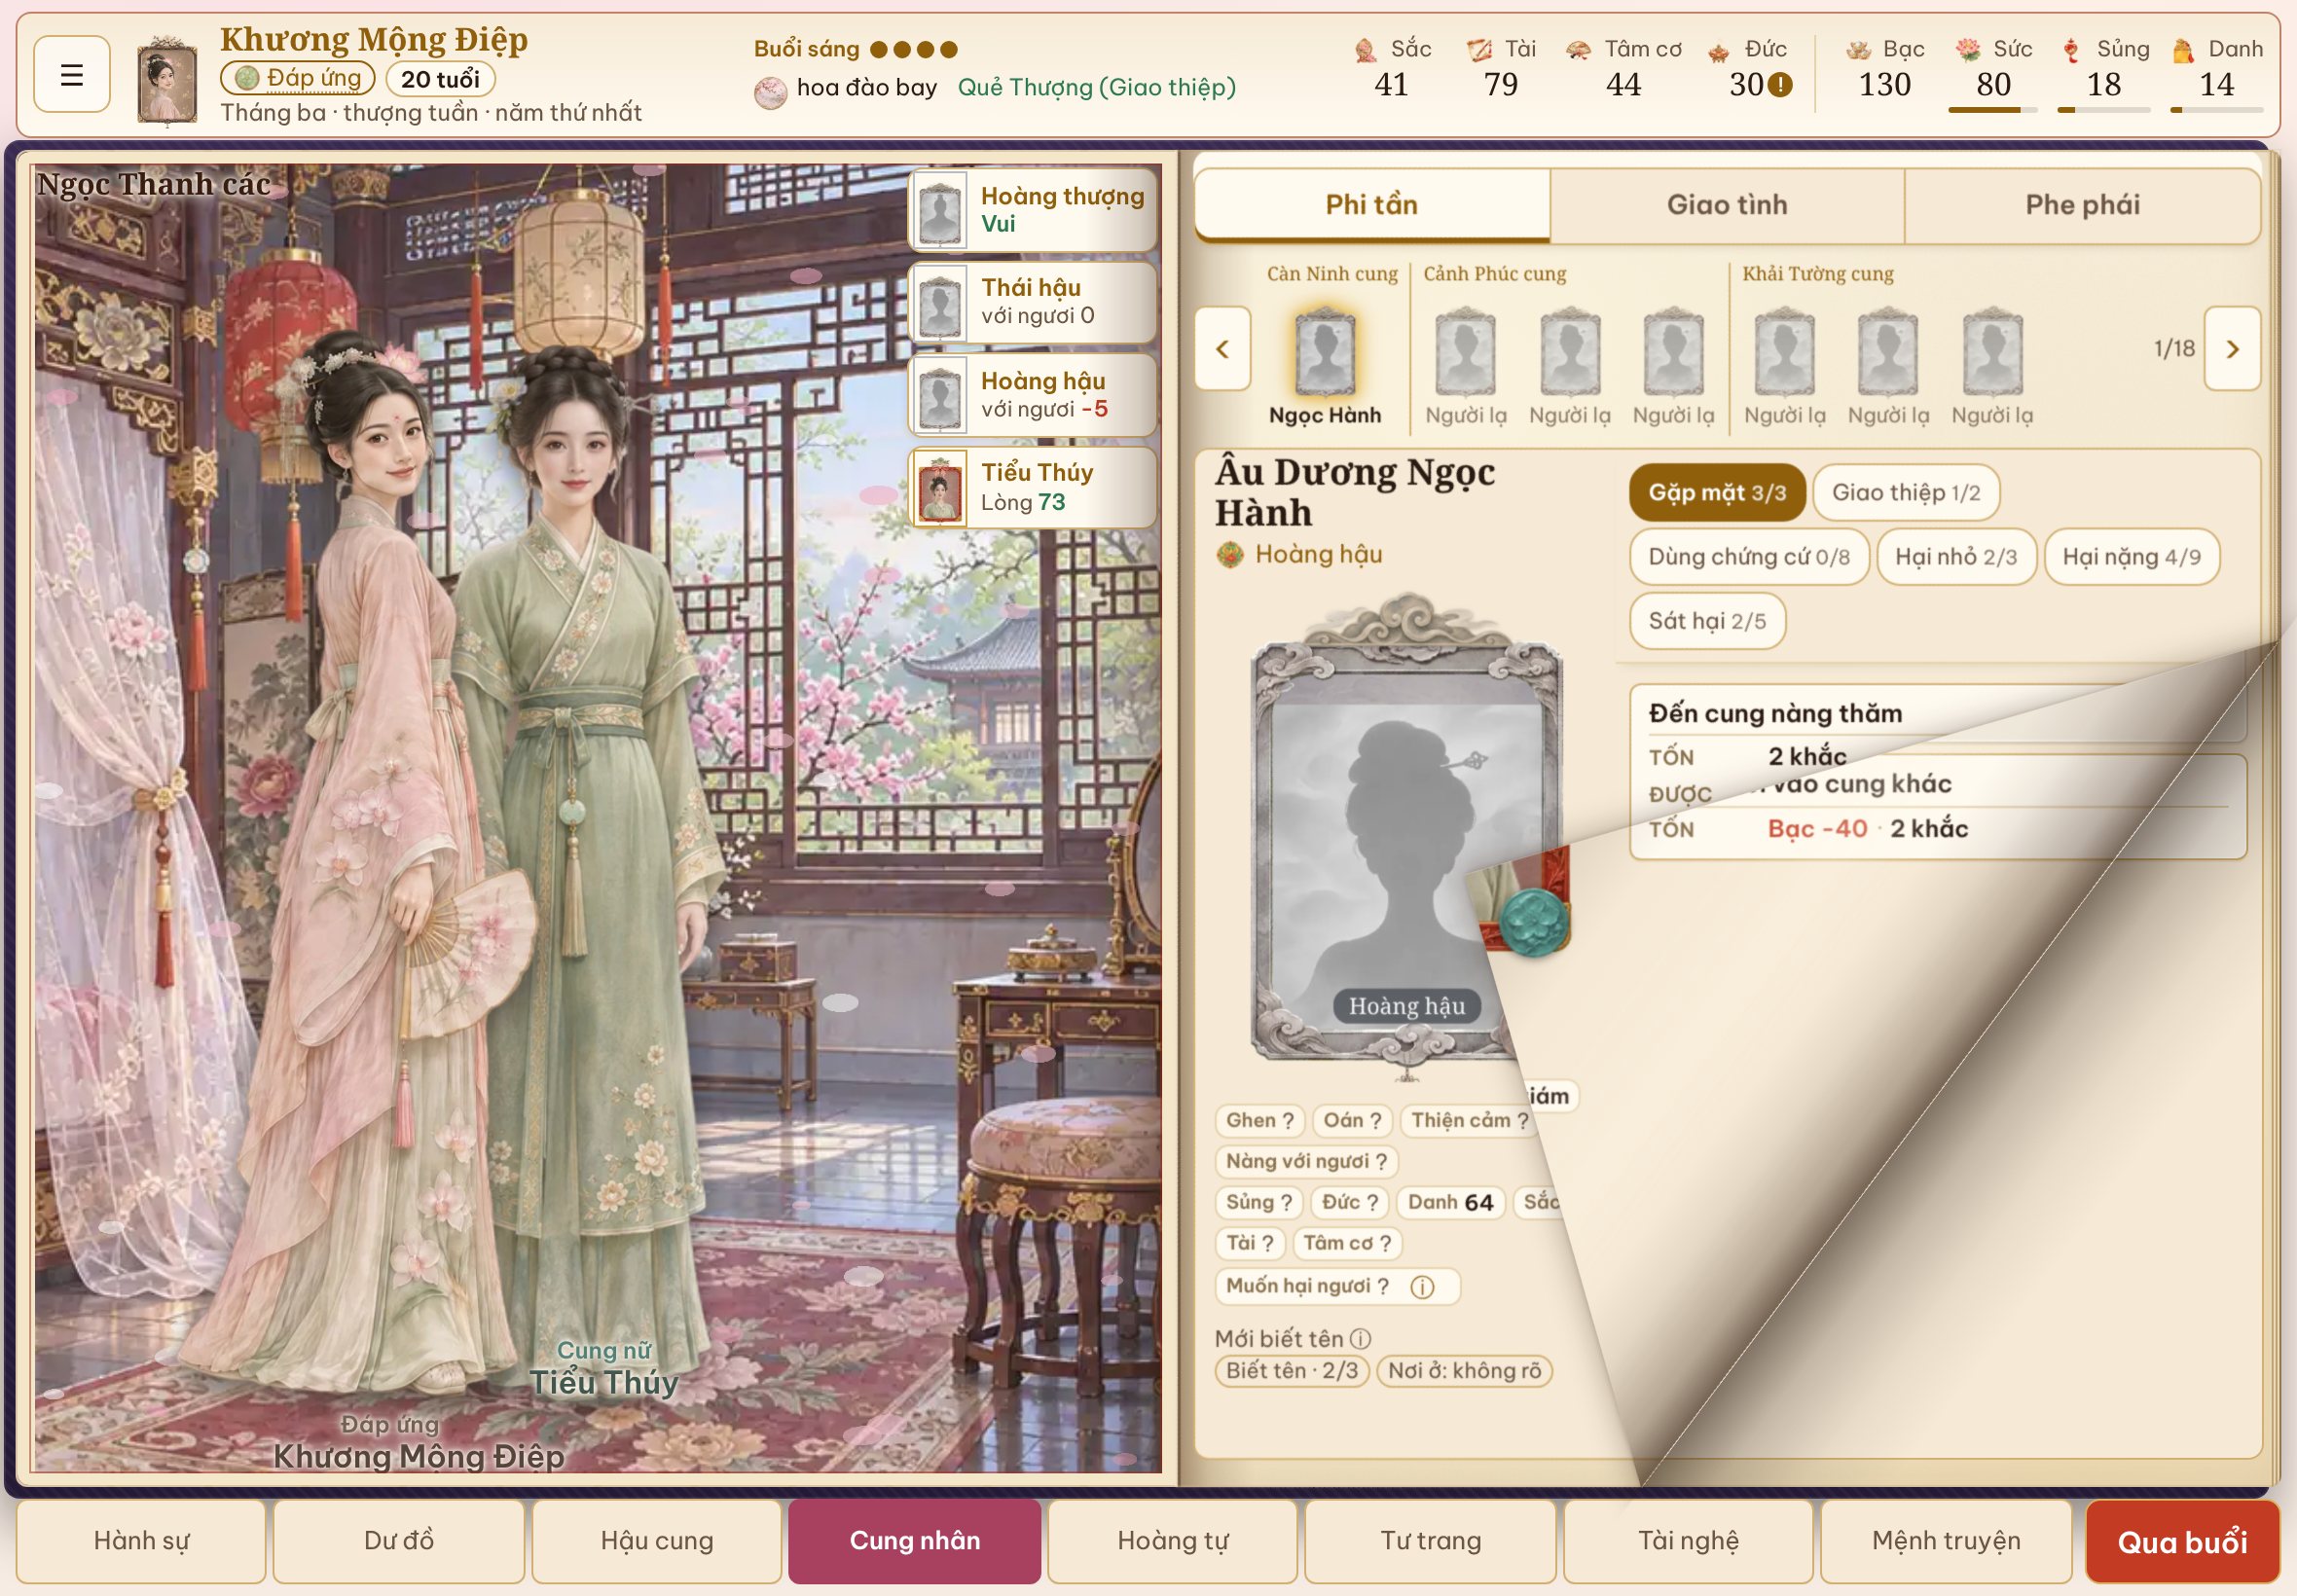 Khương Mộng Điệp
Đáp ứng
20 tuổi
Tháng ba · thượng tuần · năm thứ nhất
Buổi sáng
hoa đào bay
Quẻ Thượng (Giao thiệp)
Sắc
41
Tài
79
Tâm cơ
44
Đức
30 !
Bạc
130
Sức
80
Sủng
18
Danh
14
Ngọc Thanh các
Hoàng thượng
Vui
Thái hậu
với ngươi 0
Hoàng hậu
với ngươi -5
Tiểu Thúy
Lòng 73
Cung nữ
Tiểu Thúy
Đáp ứng
Khương Mộng Điệp
Phi tần
Giao tình
Phe phái
Càn Ninh cung
Cảnh Phúc cung
Khải Tường cung
Ngọc Hành
Người lạ
Người lạ
Người lạ
Người lạ
Người lạ
Người lạ
1/18
Âu Dương Ngọc
Hành
Hoàng hậu
Hoàng hậu
Ghen ?
Oán ?
Thiện cảm ?
Nàng với ngươi ?
Sủng ?
Đức ?
Danh 64
Sắc
Tài ?
Tâm cơ ?
Muốn hại ngươi ?
Mới biết tên
Biết tên · 2/3
Nơi ở: không rõ
Gặp mặt 3/3
Giao thiệp 1/2
Dùng chứng cứ 0/8
Hại nhỏ 2/3
Hại nặng 4/9
Sát hại 2/5
Đến cung nàng thăm
TỐN 2 khắc
ĐƯỢC
vào cung khác
TỐN Bạc -40 · 2 khắc
Hành sự
Dư đồ
Hậu cung
Cung nhân
Hoàng tự
Tư trang
Tài nghệ
Mệnh truyện
Qua buổi